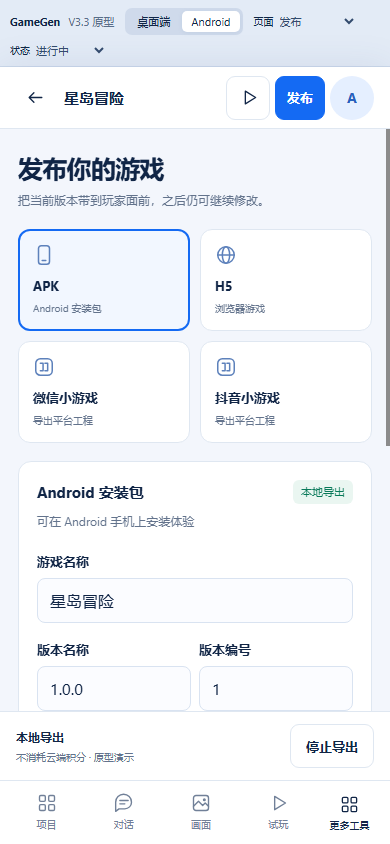 GameGen V3.3 原型 桌面端 Android 页面 发布
状态 进行中
星岛冒险 发布 A
发布你的游戏
把当前版本带到玩家面前，之后仍可继续修改。
APK
Android 安装包
H5
浏览器游戏
微信小游戏
导出平台工程
抖音小游戏
导出平台工程
Android 安装包 本地导出
可在 Android 手机上安装体验
游戏名称
星岛冒险
版本名称 版本编号
1.0.0 1
本地导出
不消耗云端积分 · 原型演示
停止导出
项目 对话 画面 试玩 更多工具